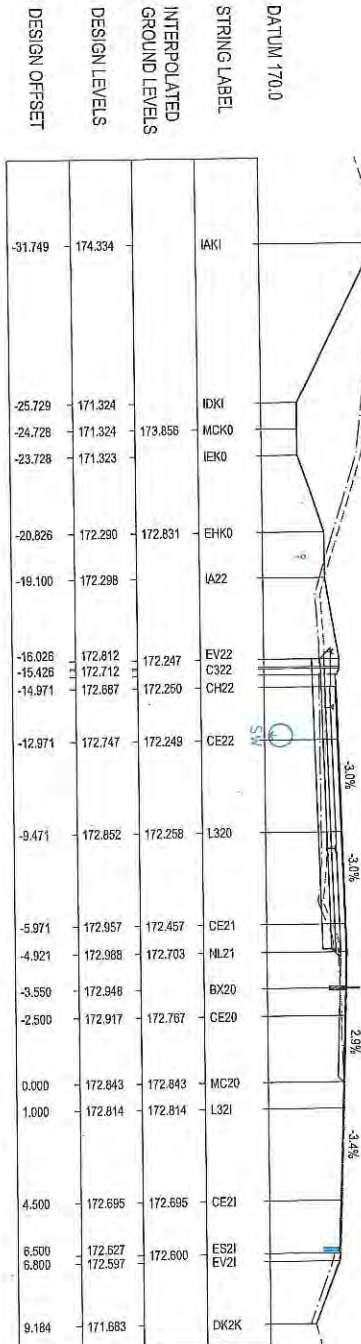 DATUM 170.0
STRING LABEL
INTERPOLATED
GROUND LEVELS
DESIGN LEVELS
DESIGN OFFSET
-31.749 174.334 IAKI
-25.729 171.324 IDKI
-24.728 171.324 173.856 MCK0
-23.728 171.323 IEK0
-20.826 172.290 172.831 EHK0
-19.100 172.298 IA22
-16.026 172.812 172.247 EV22
-15.426 172.712 C322
-14.971 172.687 172.250 CH22
-12.971 172.747 172.249 CE22
SW
-3.0%
-9.471 172.852 172.258 L320
-3.0%
-5.971 172.957 172.457 CE21
-4.921 172.988 172.703 NL21
-3.550 172.948 BX20
-2.500 172.917 172.767 CE20
2.9%
0.000 172.843 172.843 MC20
1.000 172.814 172.814 L32I
-3.4%
4.500 172.695 172.695 CE2I
6.500 172.627 172.600 ES2I
6.800 172.597 EV2I
9.184 171.683 DK2K